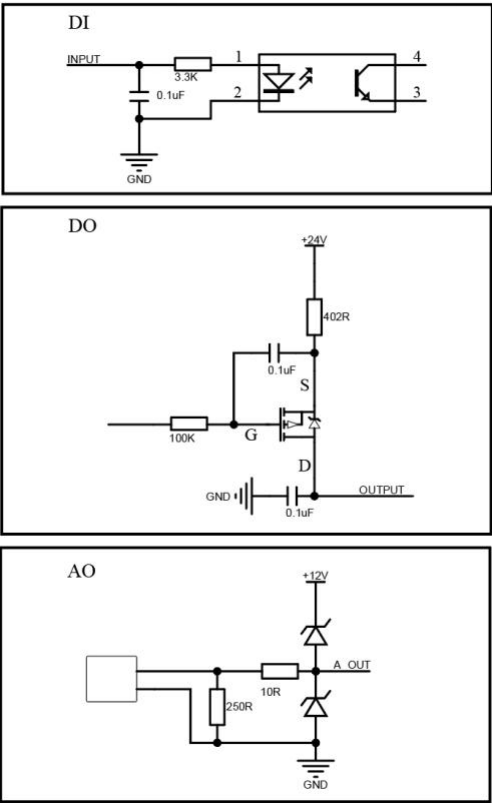 DI
INPUT
1
4
3.3K
0.1uF
2
3
GND
DO
+24V
402R
0.1uF
S
100K
G
D
GND
OUTPUT
0.1uF
AO
+12V
A_OUT
10R
250R
GND